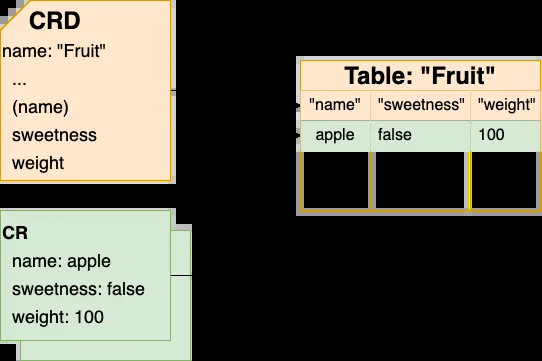 CRD
name: "Fruit"
...
(name)
sweetness
weight
CR
name: apple
sweetness: false
weight: 100
Table: "Fruit"
"name" "sweetness" "weight"
apple false 100